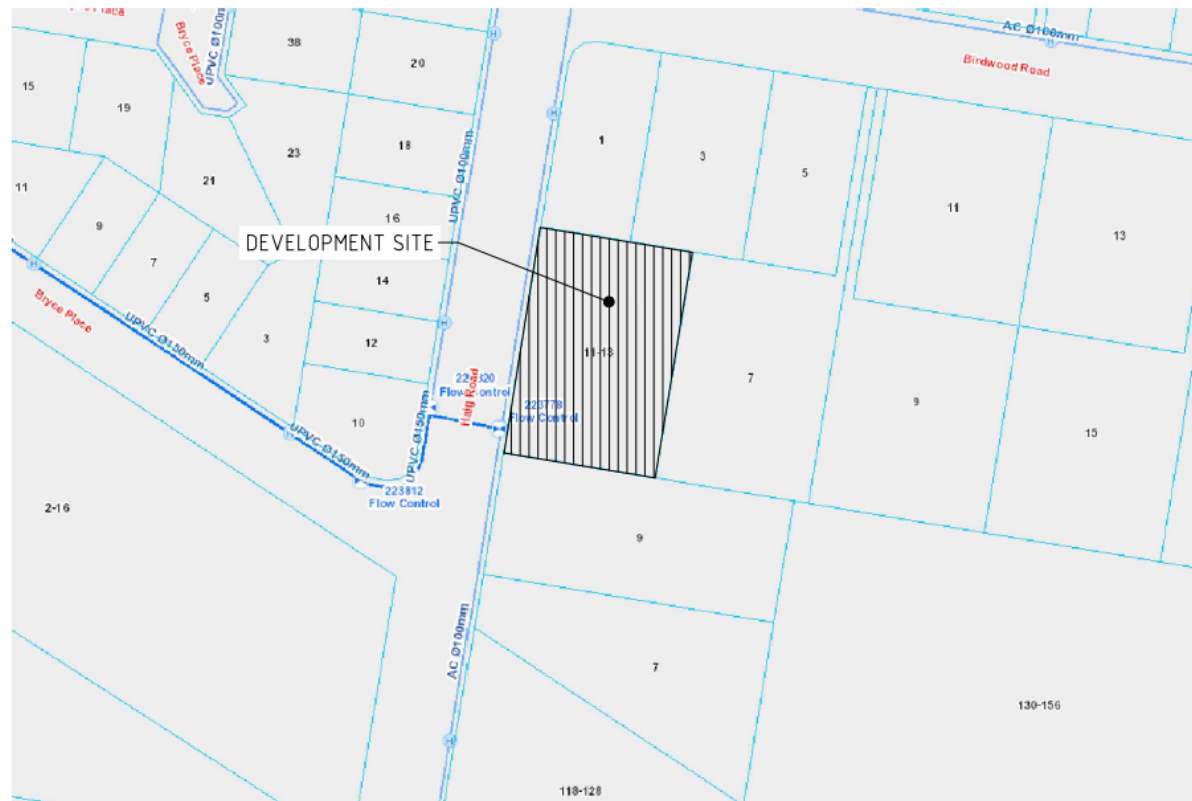 Bryce Place
UPVC Ø100mm
38
20
AC Ø100mm
Birdwood Road
15
19
18
23
1
3
5
UPVC Ø100mm
11
21
11
13
9
16
DEVELOPMENT SITE
7
14
5
Bryce Place
UPVC Ø150mm
3
12
11-13
7
Flow Control
Haig Road
223778
Flow Control
9
10
UPVC Ø150mm
UPVC Ø150mm
15
223812
Flow Control
2-16
9
AC Ø100mm
7
130-156
118-128